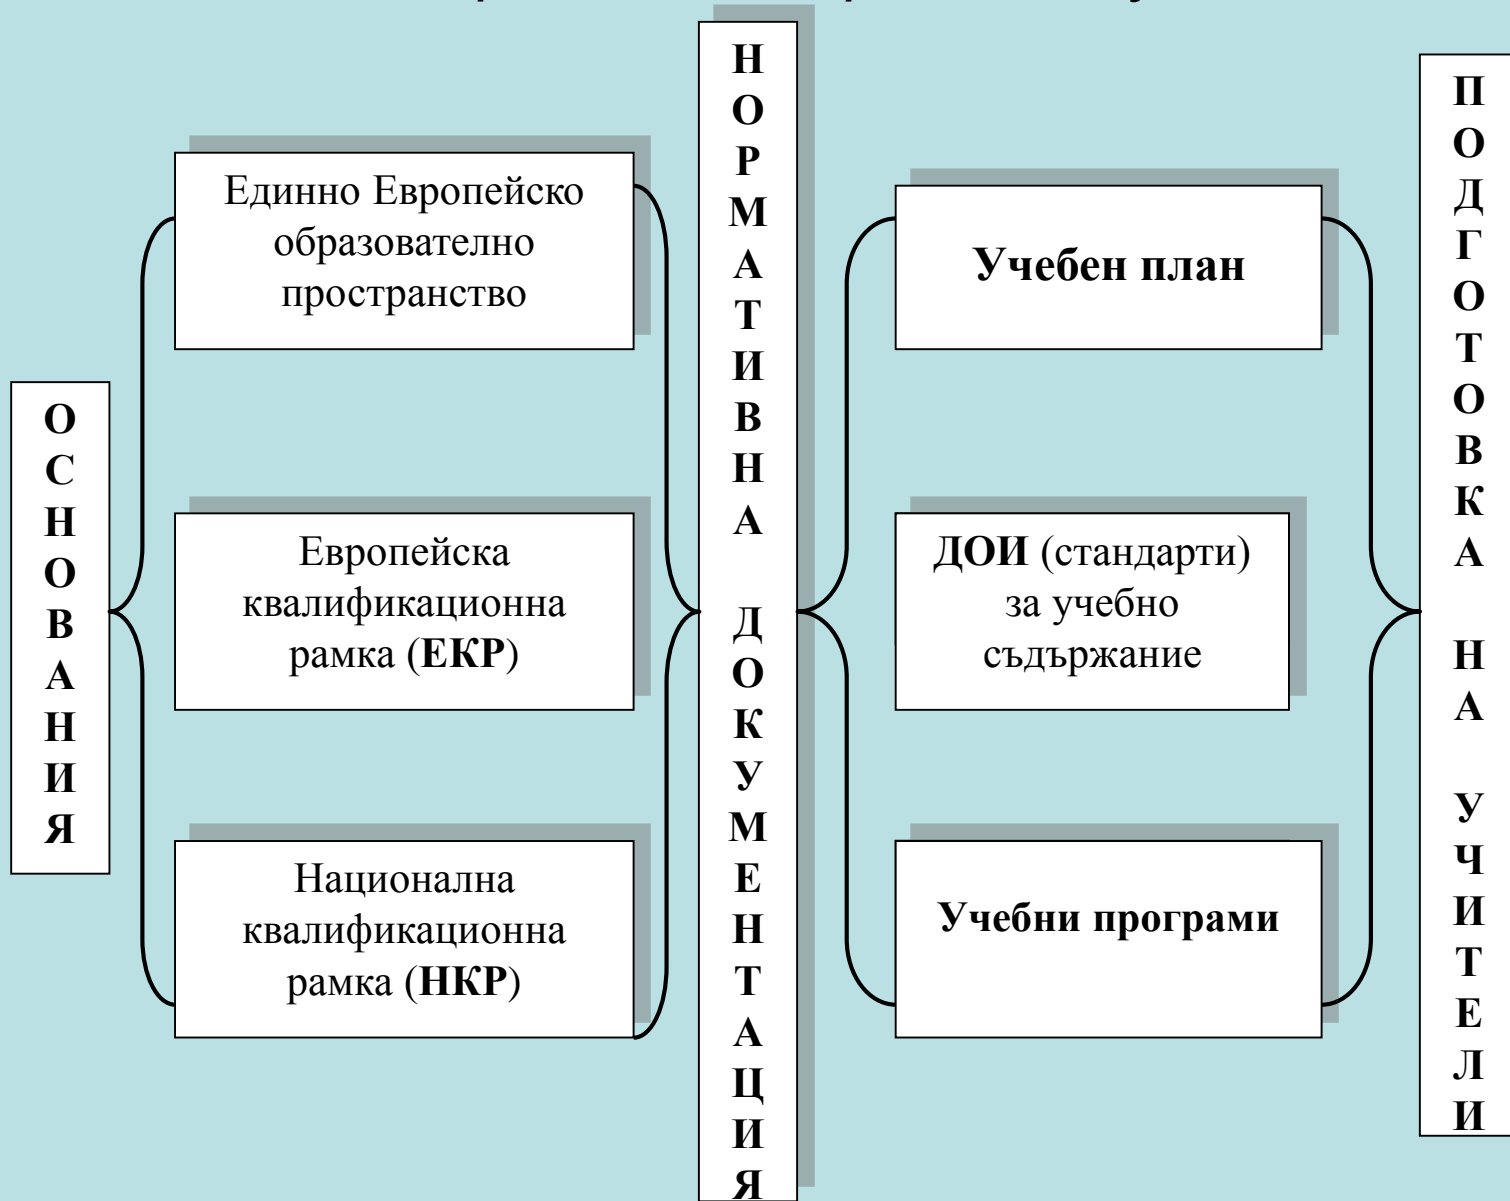 ОСНОВАНИЯ
Единно Европейско
образователно
пространство
Европейска
квалификационна
рамка (ЕКР)
Национална
квалификационна
рамка (НКР)
НОРМАТИВНА ДОКУМЕНТАЦИЯ
Учебен план
ДОИ (стандарти)
за учебно
съдържание
Учебни програми
ПОДГОТОВКА НА УЧИТЕЛИ